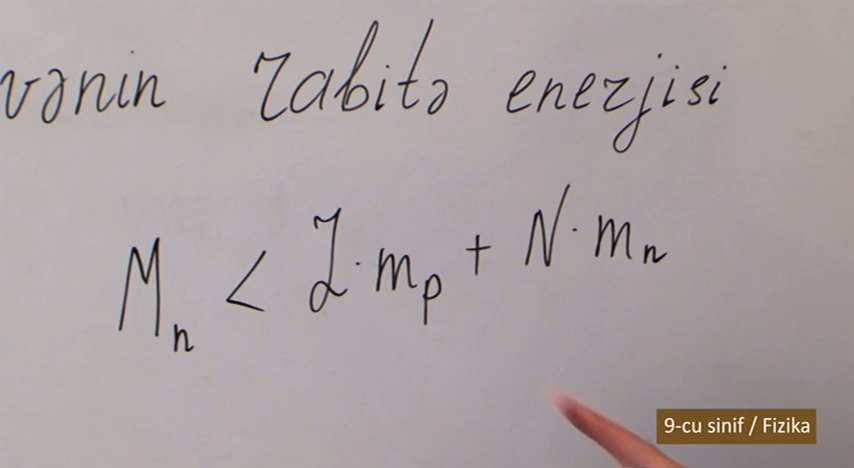 vənin rabitə enerjisi
Mₙ < Z · mₚ + N · mₙ
9-cu sinif / Fizika